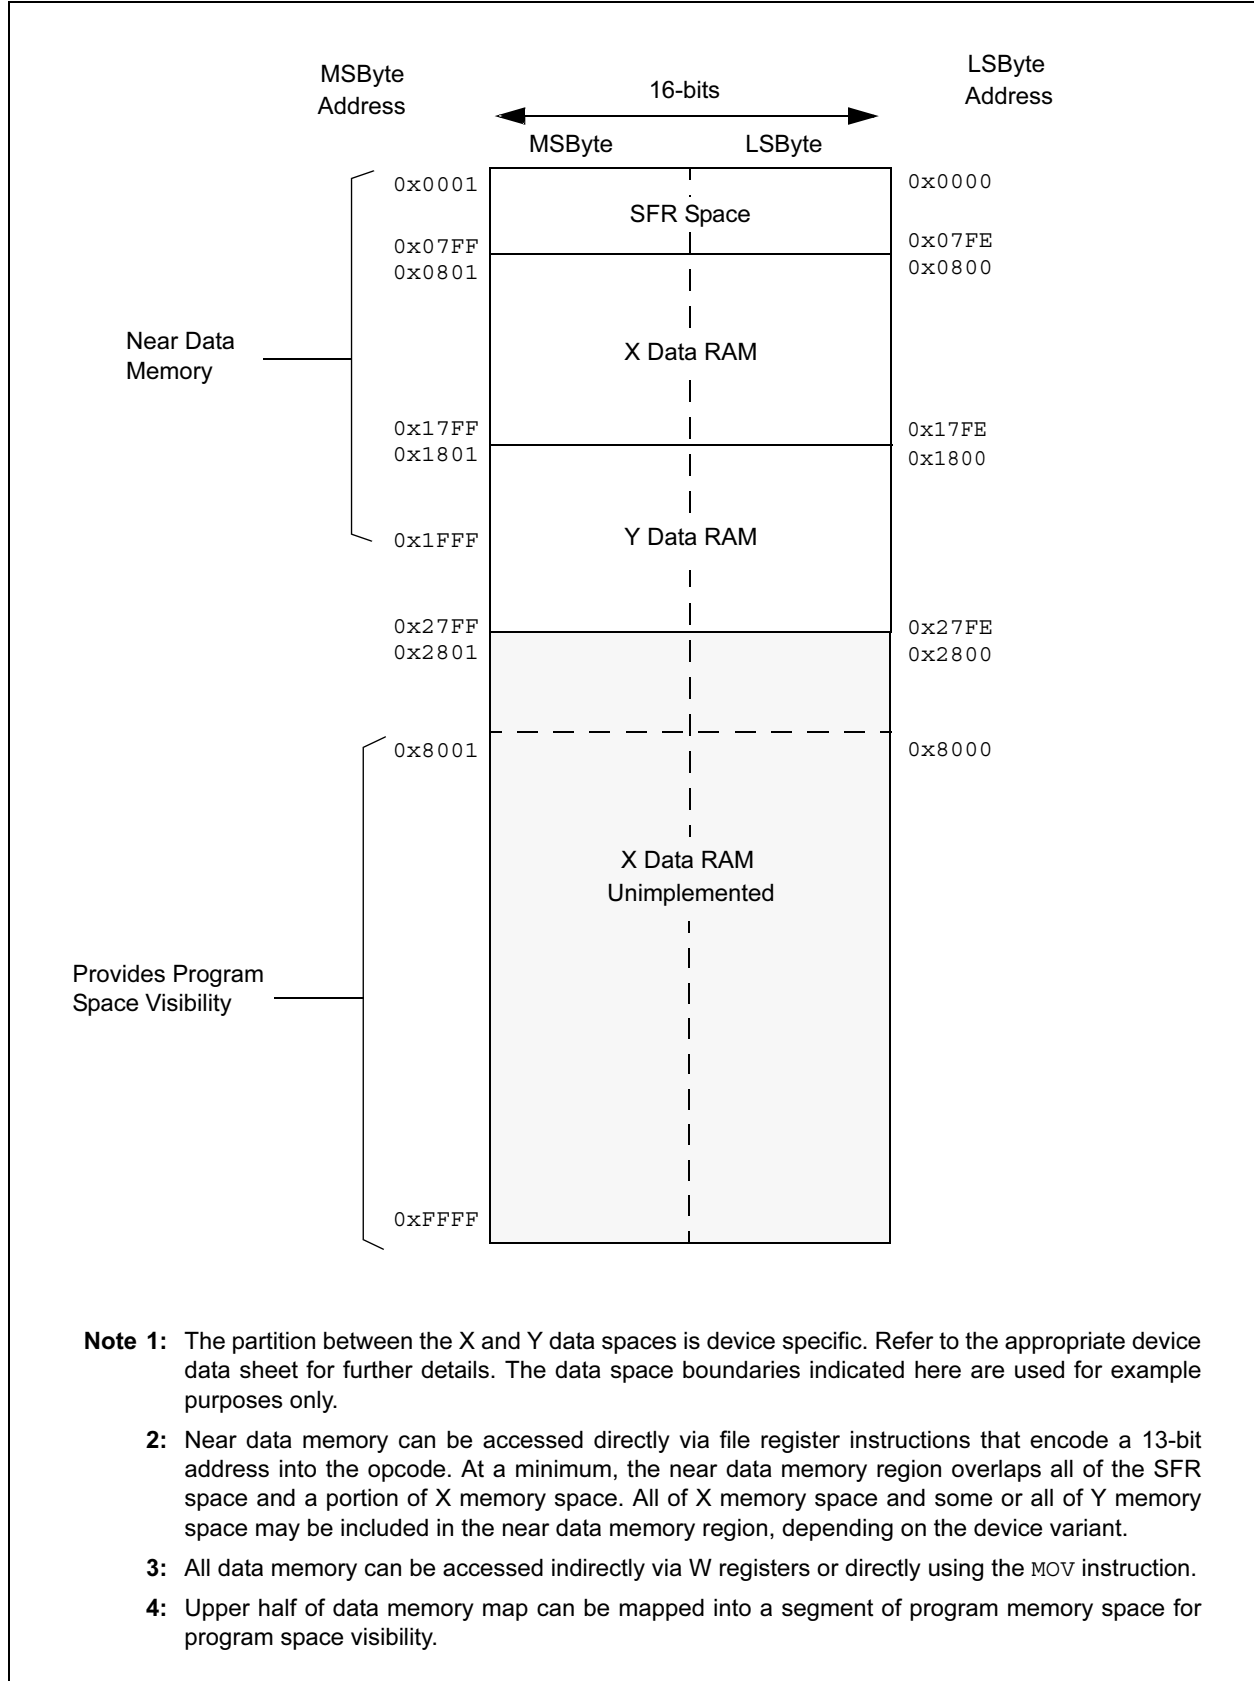 MSByte
Address
16-bits
LSByte
Address
MSByte LSByte
0x0001 0x0000
SFR Space
0x07FF 0x07FE
0x0801 0x0800
Near Data
Memory
X Data RAM
0x17FF 0x17FE
0x1801 0x1800
0x1FFF Y Data RAM
0x27FF 0x27FE
0x2801 0x2800
0x8001 0x8000
X Data RAM
Unimplemented
Provides Program
Space Visibility
0xFFFF
Note 1: The partition between the X and Y data spaces is device specific. Refer to the appropriate device
data sheet for further details. The data space boundaries indicated here are used for example
purposes only.
2: Near data memory can be accessed directly via file register instructions that encode a 13-bit
address into the opcode. At a minimum, the near data memory region overlaps all of the SFR
space and a portion of X memory space. All of X memory space and some or all of Y memory
space may be included in the near data memory region, depending on the device variant.
3: All data memory can be accessed indirectly via W registers or directly using the MOV instruction.
4: Upper half of data memory map can be mapped into a segment of program memory space for
program space visibility.